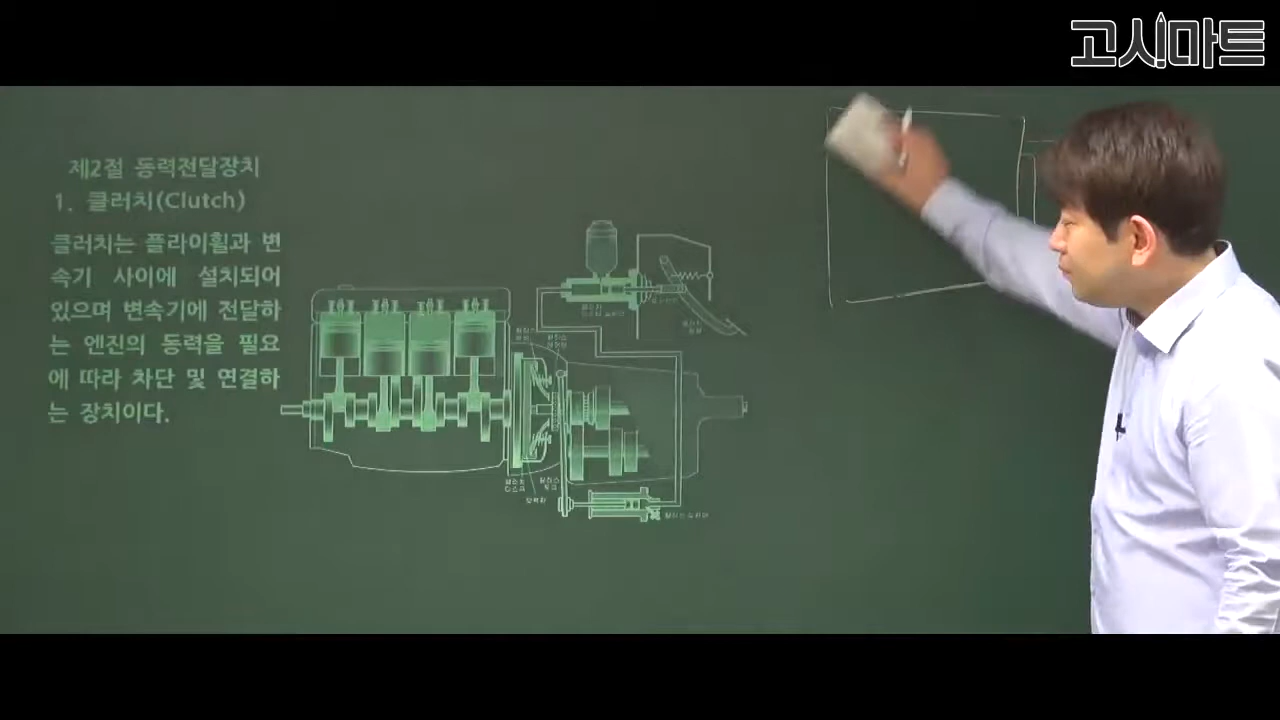 고시마트
제2절 동력전달장치
1. 클러치(Clutch)
클러치는 플라이휠과 변
속기 사이에 설치되어
있으며 변속기에 전달하
는 엔진의 동력을 필요
에 따라 차단 및 연결하
는 장치이다.